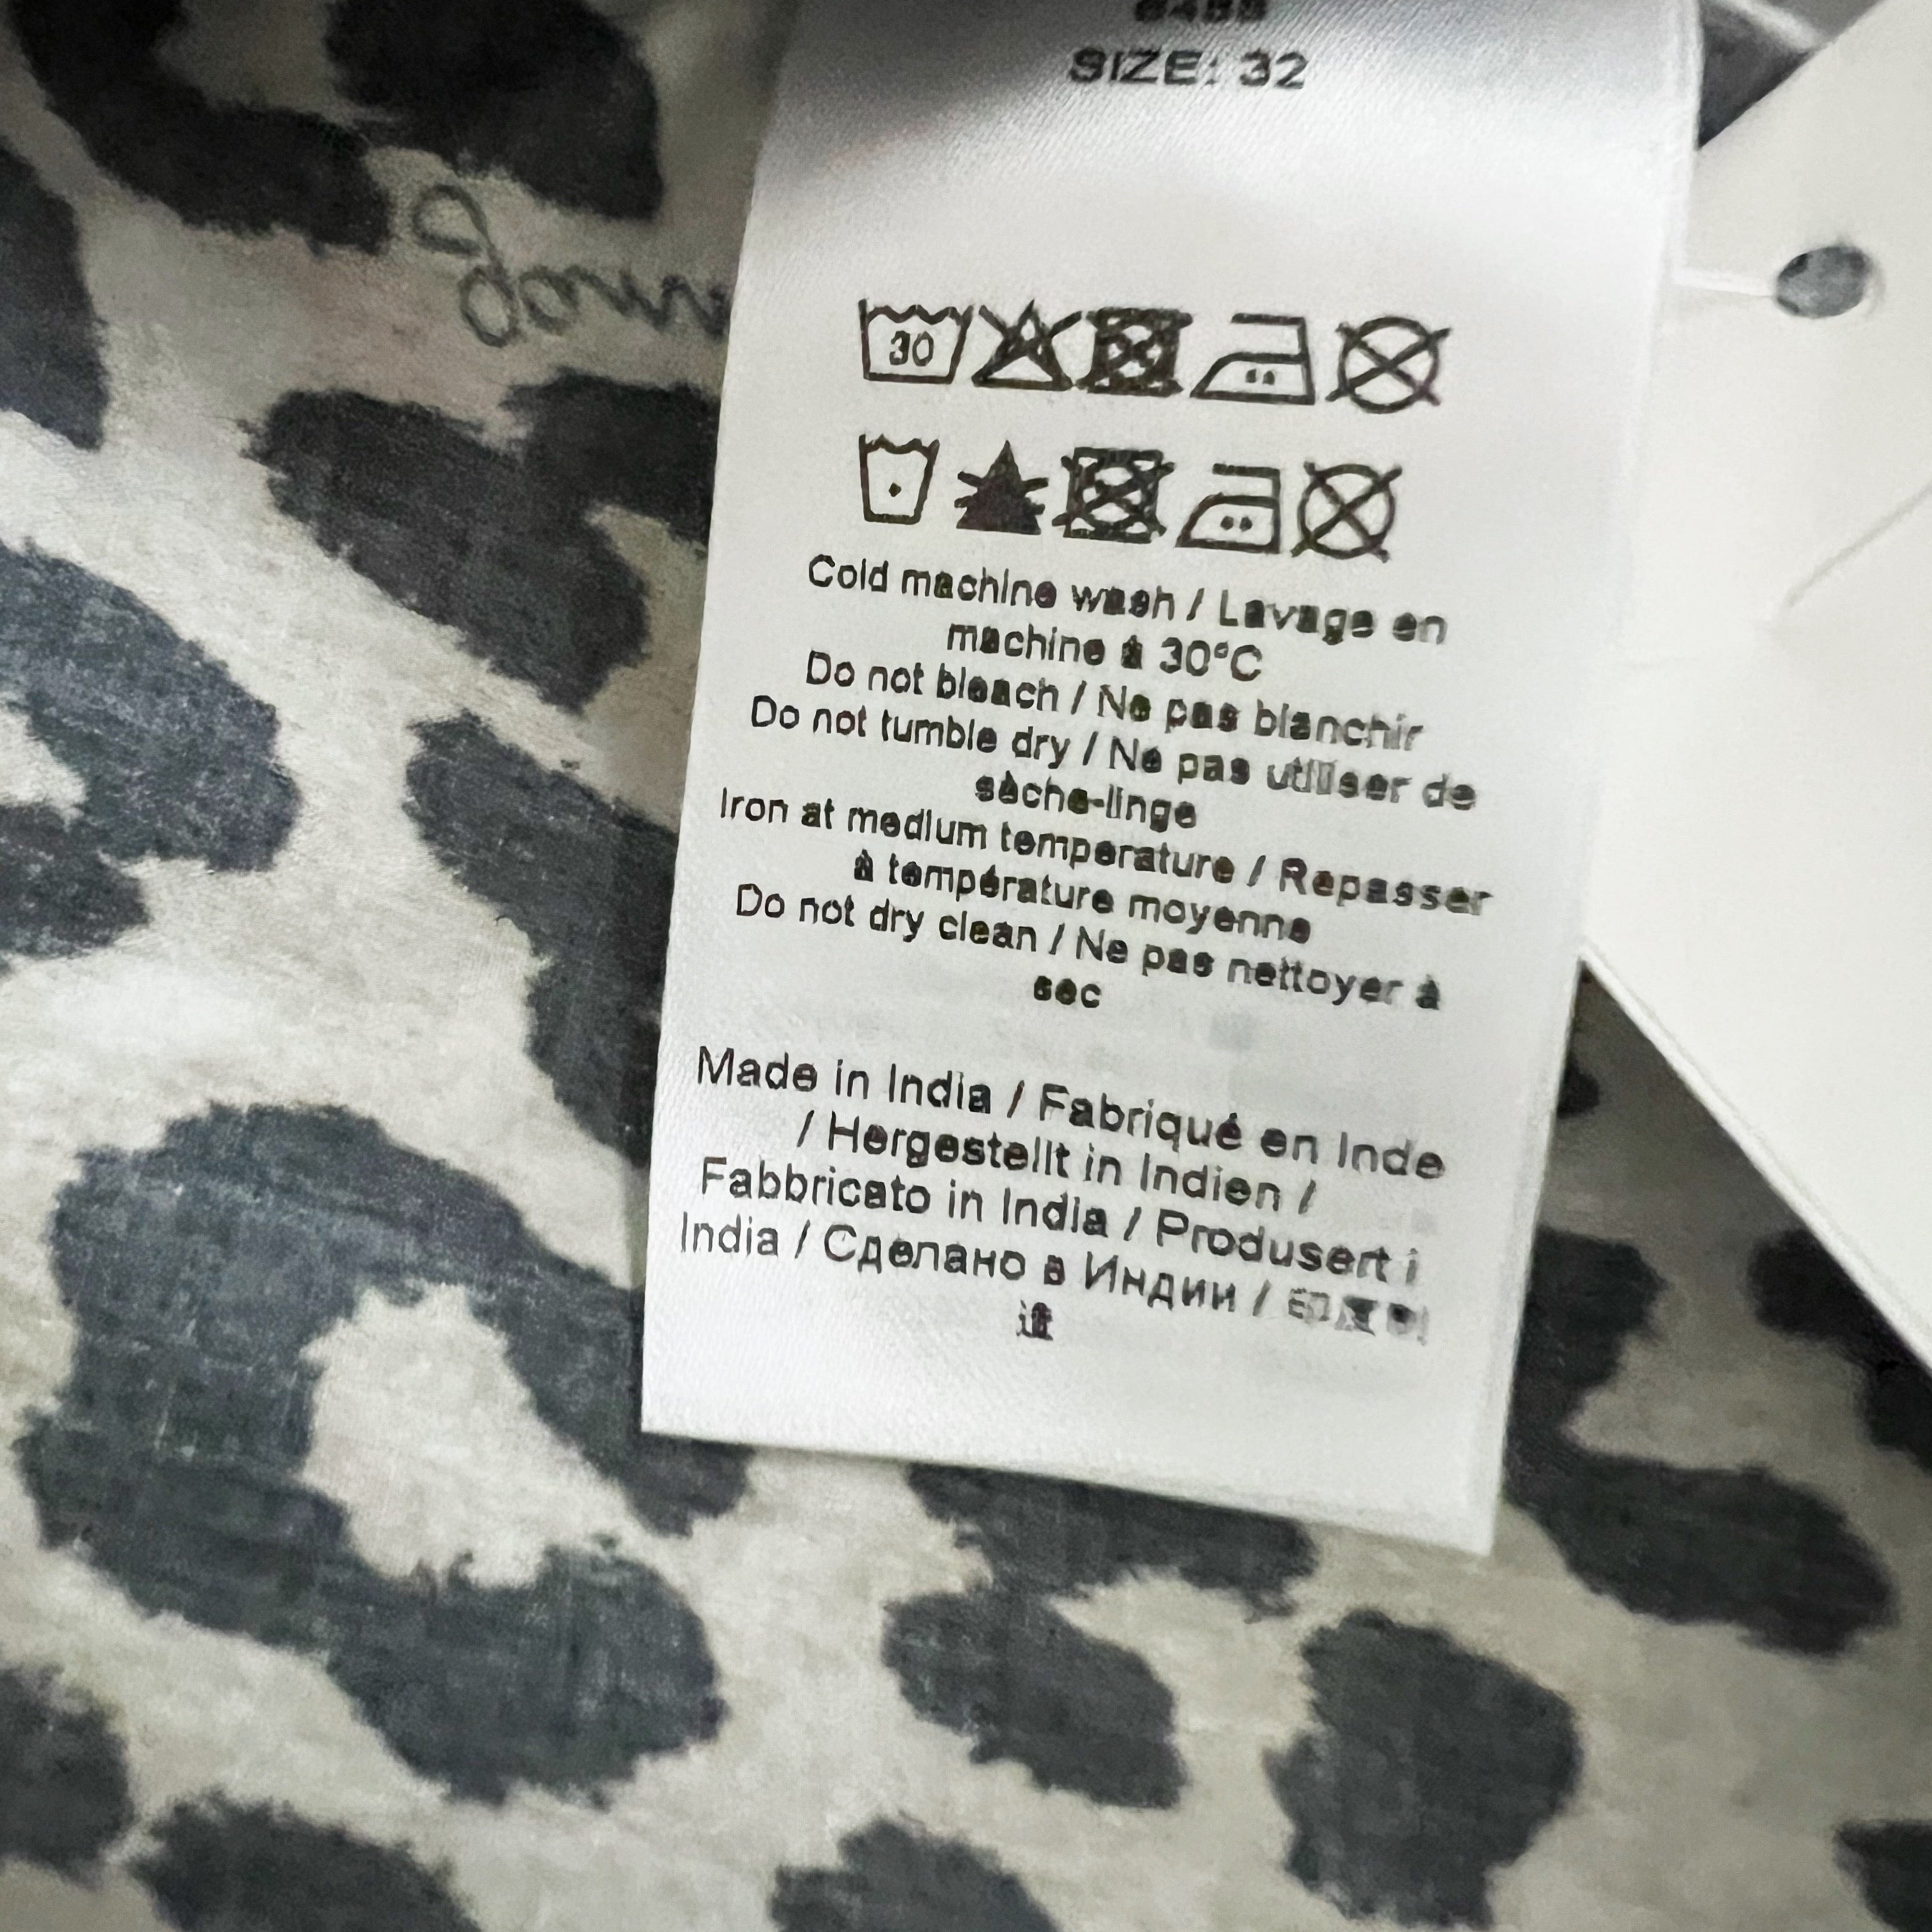 SIZE: 32
30
Cold machine wash / Lavage en
machine à 30°C
Do not bleach / Ne pas blanchir
Do not tumble dry / Ne pas utiliser de
sèche-linge
Iron at medium temperature / Repasser
à température moyenne
Do not dry clean / Ne pas nettoyer à
sec
Made in India / Fabriqué en Inde
/ Hergestellt in Indien /
Fabbricato in India / Produsert i
India / Сделано в Индии /